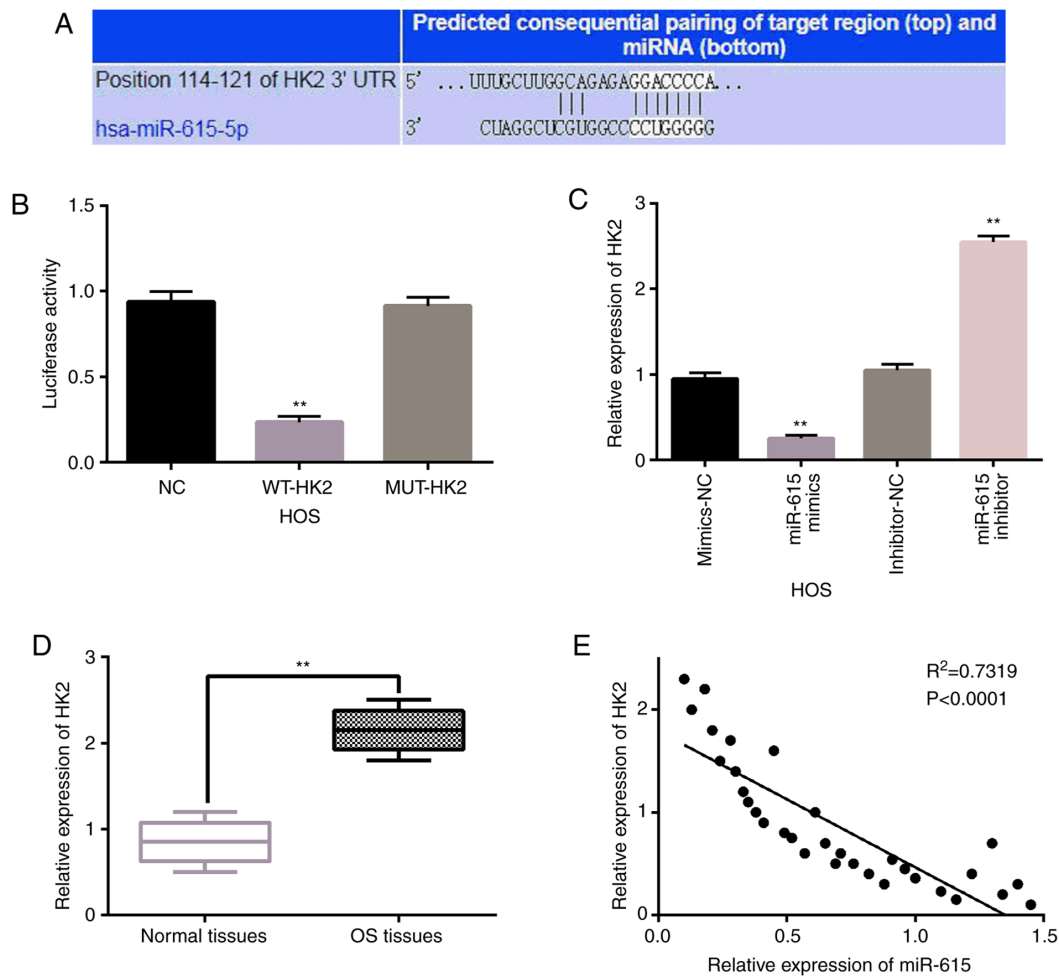 A
Predicted consequential pairing of target region (top) and
miRNA (bottom)
Position 114-121 of HK2 3' UTR 5' ...UUUGCUUGGCAGAGAGGACCCCA...
hsa-miR-615-5p 3' CUAGGCUCGUGGCCCCUGGGGG
B
Luciferase activity
1.5
1.0
0.5
0.0
**
NC WT-HK2 MUT-HK2
HOS
C
Relative expression of HK2
3
2
1
0
**
**
Mimics-NC
miR-615
mimics
Inhibitor-NC
miR-615
inhibitor
HOS
D
Relative expression of HK2
3
2
1
0
**
Normal tissues OS tissues
E
Relative expression of HK2
2
1
0
R²=0.7319
P<0.0001
0.0 0.5 1.0 1.5
Relative expression of miR-615